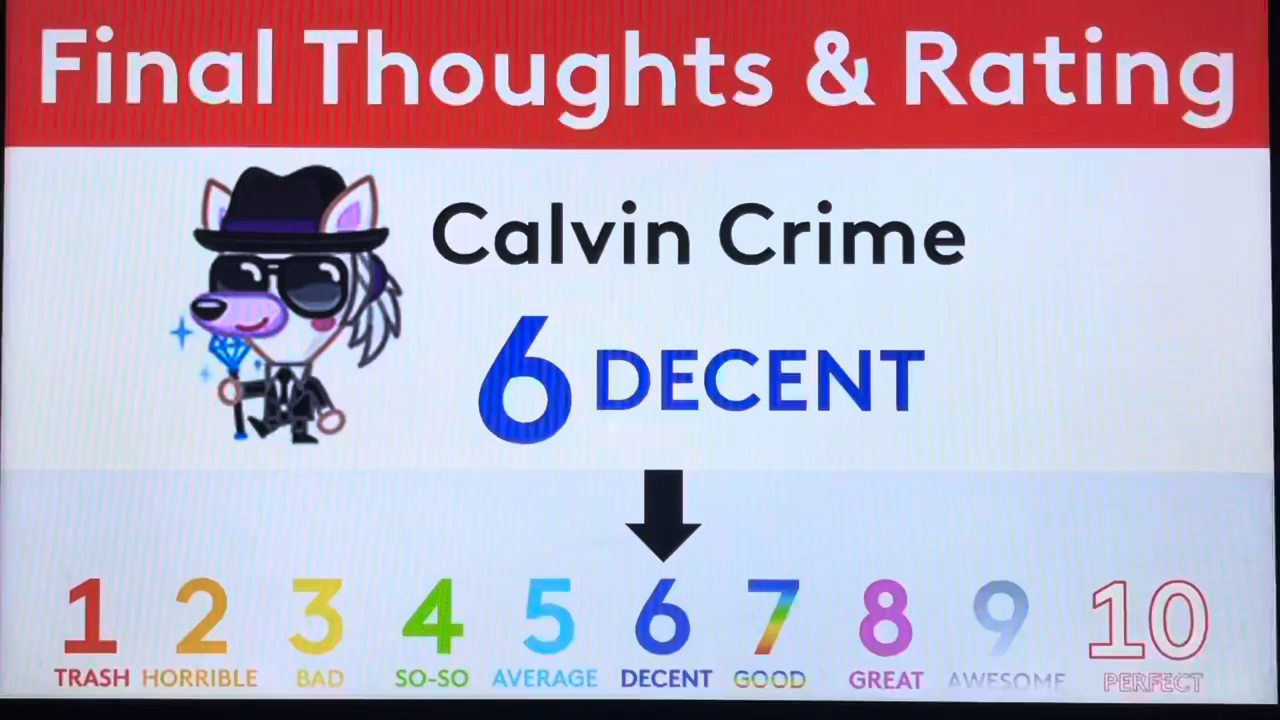 Final Thoughts & Rating
Calvin Crime
6 DECENT
1 2 3 4 5 6 7 8 9 10
TRASH HORRIBLE BAD SO-SO AVERAGE DECENT GOOD GREAT AWESOME PERFECT